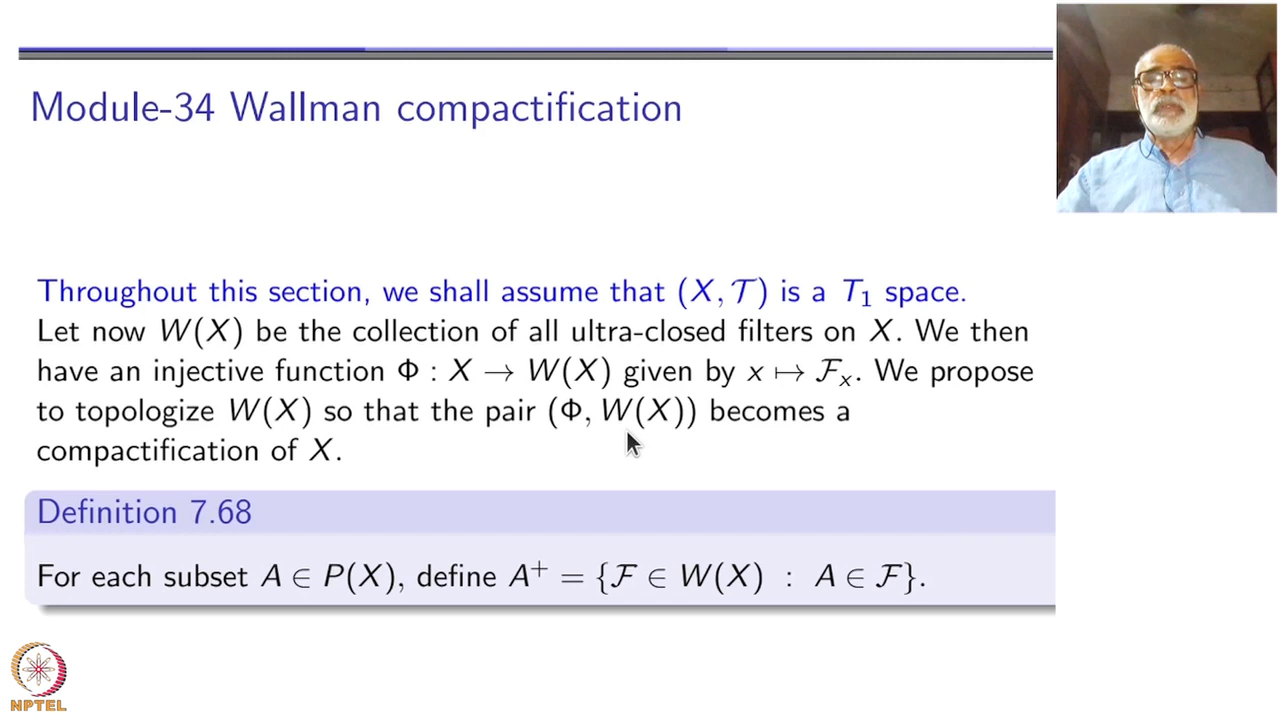 Module-34 Wallman compactification
Throughout this section, we shall assume that (X, 𝒯) is a T₁ space.
Let now W(X) be the collection of all ultra-closed filters on X. We then
have an injective function Φ : X → W(X) given by x ↦ ℱₓ. We propose
to topologize W(X) so that the pair (Φ, W(X)) becomes a
compactification of X.
Definition 7.68
For each subset A ∈ P(X), define A⁺ = {ℱ ∈ W(X) : A ∈ ℱ}.
NPTEL